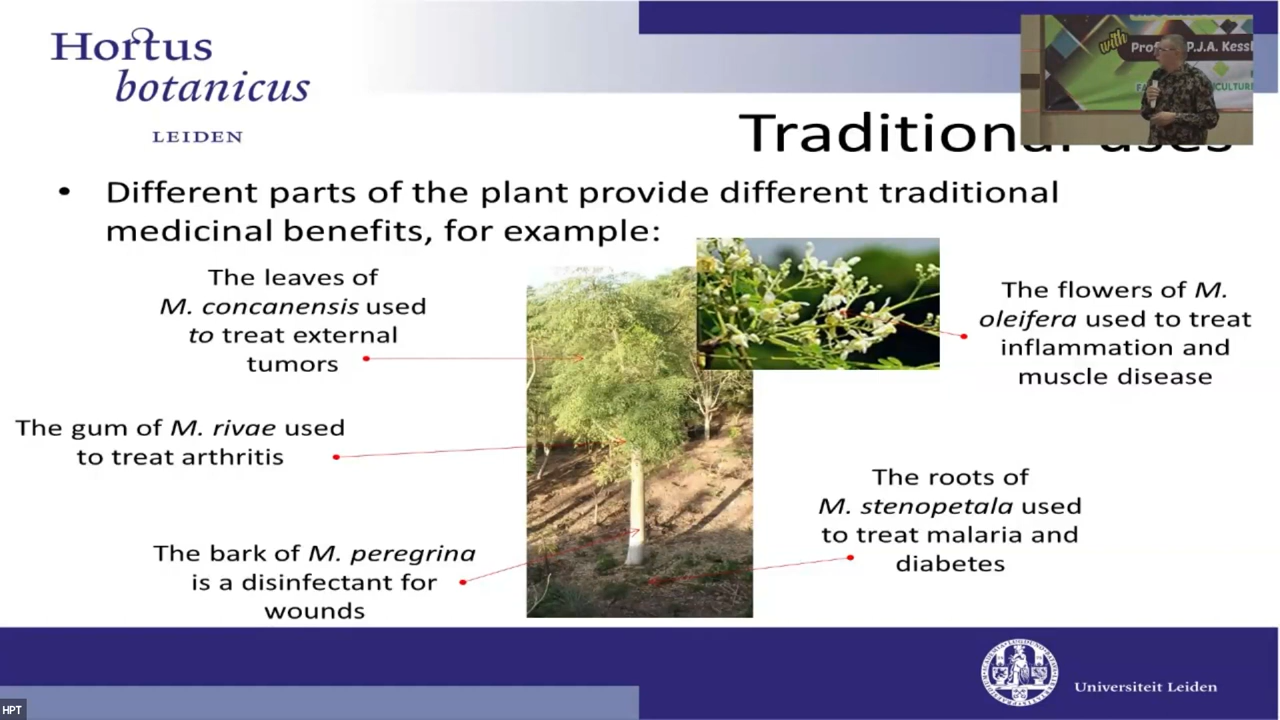 Hortus
botanicus
LEIDEN
with
P.J.A. Kessl
Traditional uses
• Different parts of the plant provide different traditional
medicinal benefits, for example:
The leaves of
M. concanensis used
to treat external
tumors
The flowers of M.
oleifera used to treat
inflammation and
muscle disease
The gum of M. rivae used
to treat arthritis
The roots of
M. stenopetala used
to treat malaria and
diabetes
The bark of M. peregrina
is a disinfectant for
wounds
Universiteit Leiden
HPT